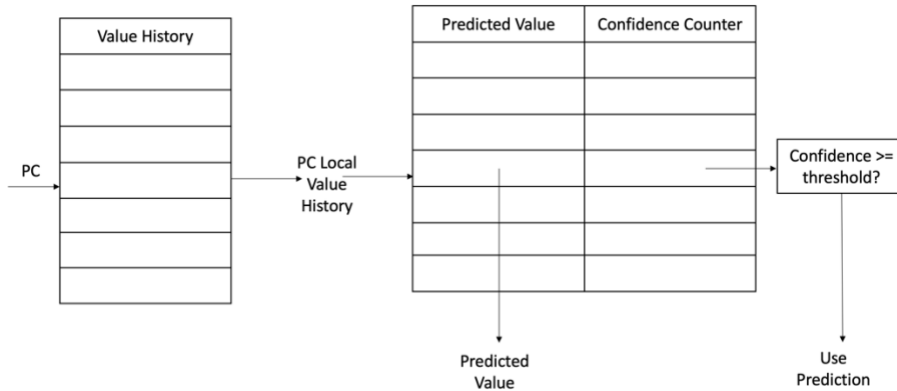 Value History
Predicted Value
Confidence Counter
PC
PC Local
Value
History
Confidence >=
threshold?
Predicted
Value
Use
Prediction